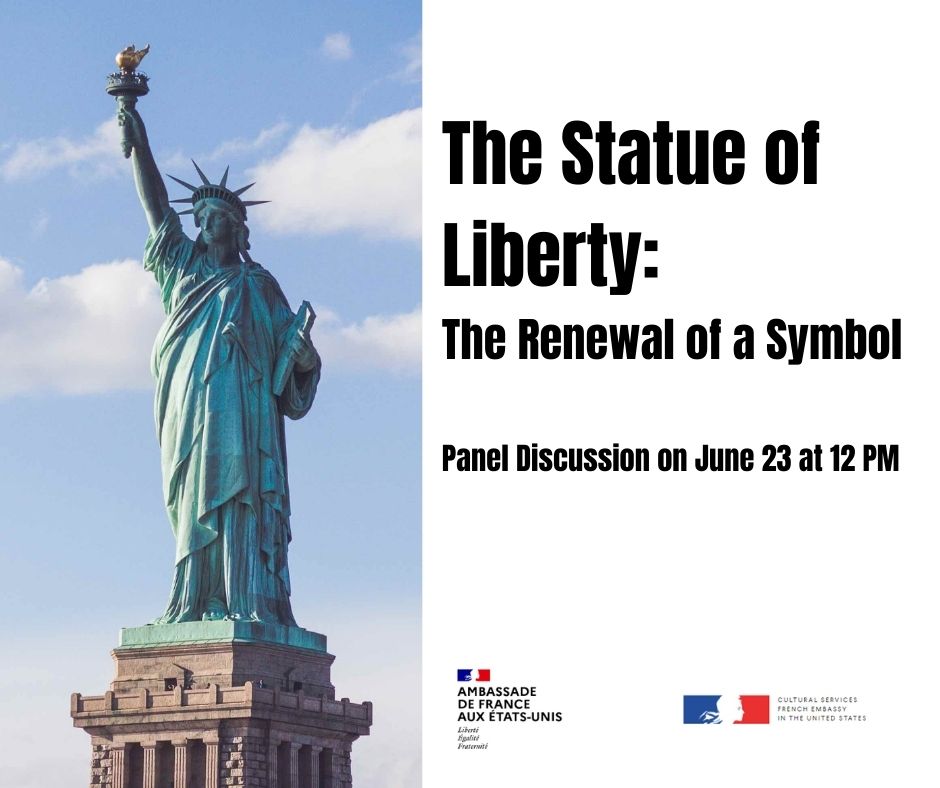 The Statue of
Liberty:
The Renewal of a Symbol
Panel Discussion on June 23 at 12 PM
AMBASSADE
DE FRANCE
AUX ÉTATS-UNIS
Liberté
Égalité
Fraternité
CULTURAL SERVICES
FRENCH EMBASSY
IN THE UNITED STATES